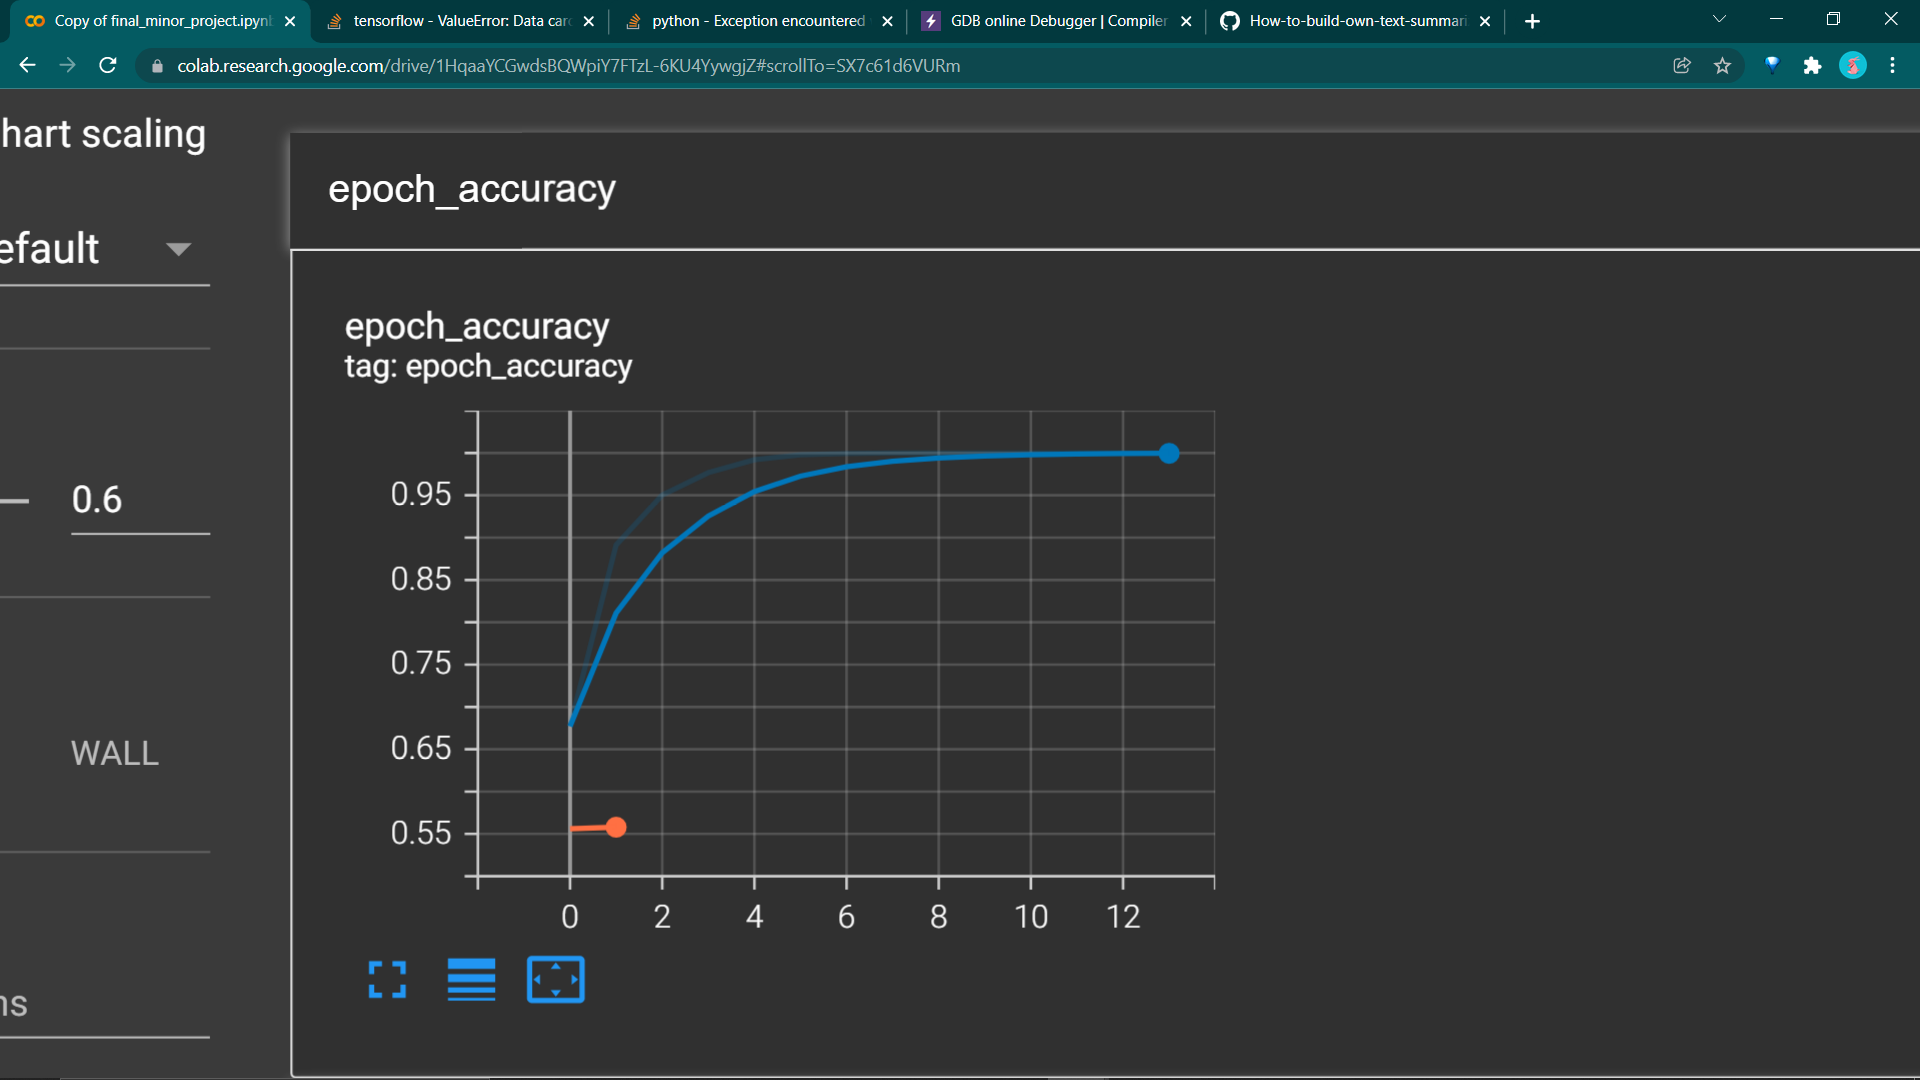 Copy of final_minor_project.ipynb
tensorflow - ValueError: Data card
python - Exception encountered
GDB online Debugger | Compiler
How-to-build-own-text-summari
colab.research.google.com/drive/1HqaaYCGwdsBQWpiY7FTzL-6KU4YywgjZ#scrollTo=SX7c61d6VURm
hart scaling
efault
0.6
WALL
ns
epoch_accuracy
epoch_accuracy
tag: epoch_accuracy
0.95
0.85
0.75
0.65
0.55
0 2 4 6 8 10 12